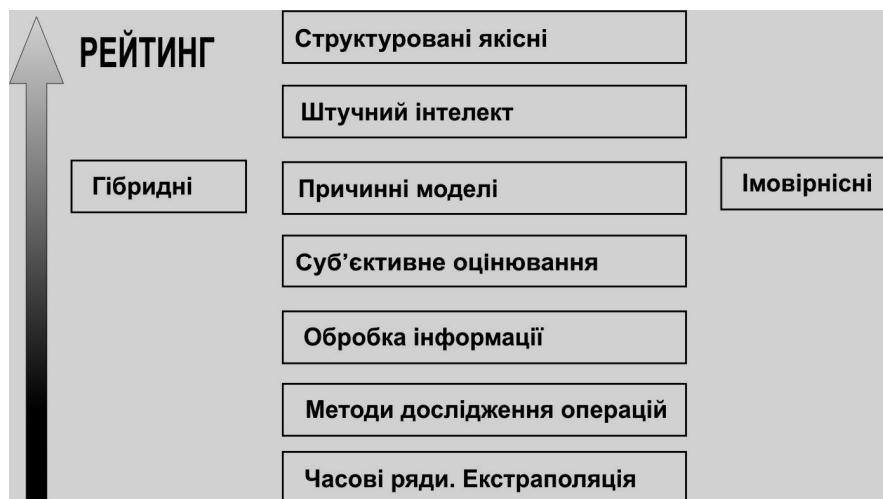 РЕЙТИНГ
Структуровані якісні
Штучний інтелект
Гібридні
Причинні моделі
Імовірнісні
Суб’єктивне оцінювання
Обробка інформації
Методи дослідження операцій
Часові ряди. Екстраполяція